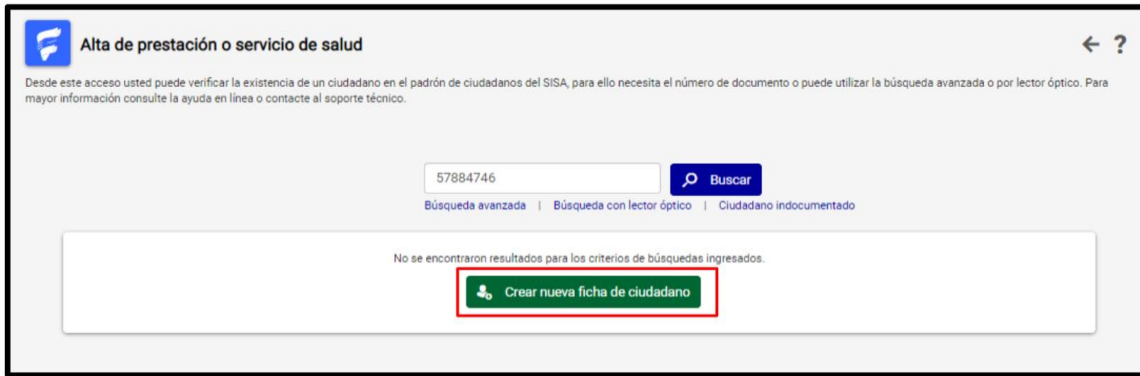 Alta de prestación o servicio de salud
?
Desde este acceso usted puede verificar la existencia de un ciudadano en el padrón de ciudadanos del SISA, para ello necesita el número de documento o puede utilizar la búsqueda avanzada o por lector óptico. Para
mayor información consulte la ayuda en línea o contacte al soporte técnico.
57884746 Buscar
Búsqueda avanzada | Búsqueda con lector óptico | Ciudadano indocumentado
No se encontraron resultados para los criterios de búsquedas ingresados.
Crear nueva ficha de ciudadano